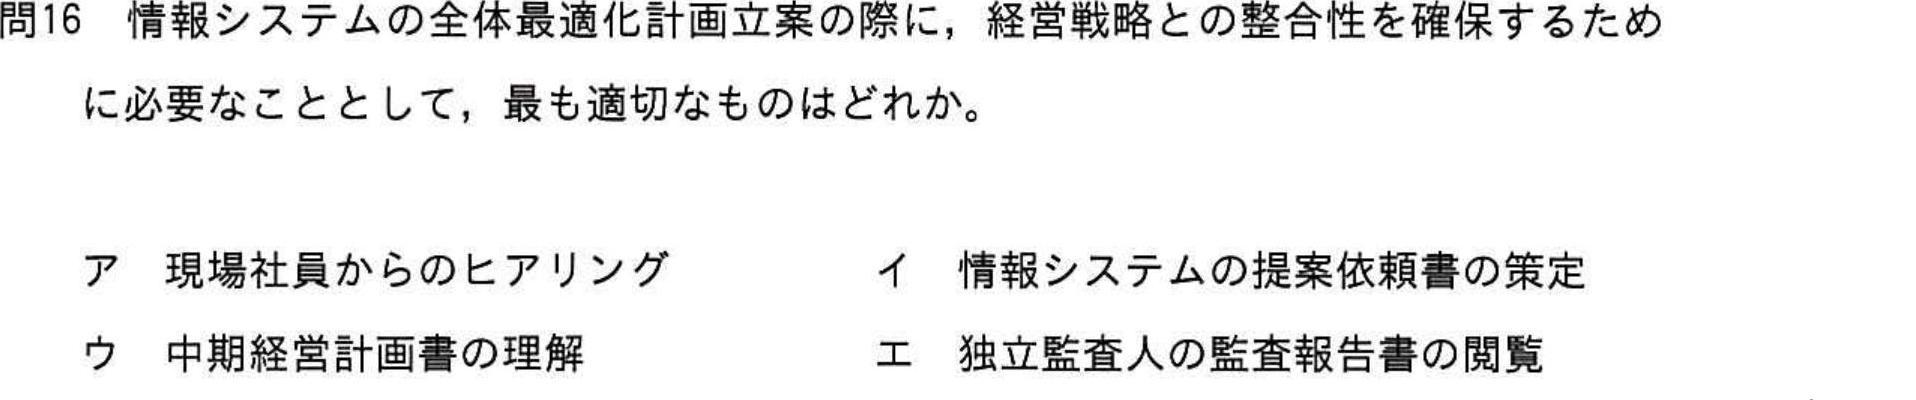 問16 情報システムの全体最適化計画立案の際に，経営戦略との整合性を確保するため
に必要なこととして，最も適切なものはどれか。
ア 現場社員からのヒアリング イ 情報システムの提案依頼書の策定
ウ 中期経営計画書の理解 エ 独立監査人の監査報告書の閲覧